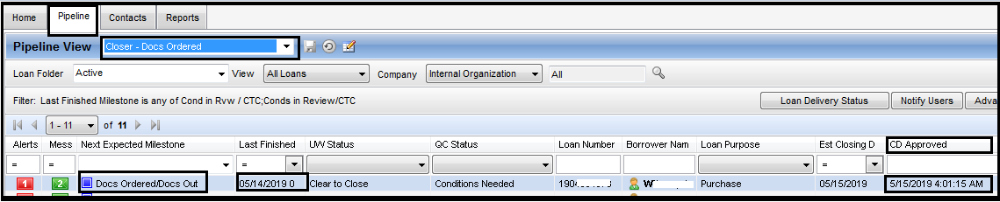 Home Pipeline Contacts Reports
Pipeline View Closer - Docs Ordered
Loan Folder Active View All Loans Company Internal Organization All
Filter: Last Finished Milestone is any of Cond in Rvw / CTC;Conds in Review/CTC Loan Delivery Status Notify Users Adva
1 - 11 of 11
Alerts Mess Next Expected Milestone Last Finished UW Status QC Status Loan Number Borrower Nam Loan Purpose Est Closing D CD Approved
= = = =
1 2 Docs Ordered/Docs Out 05/14/2019 0 Clear to Close Conditions Needed Purchase 05/15/2019 5/15/2019 4:01:15 AM